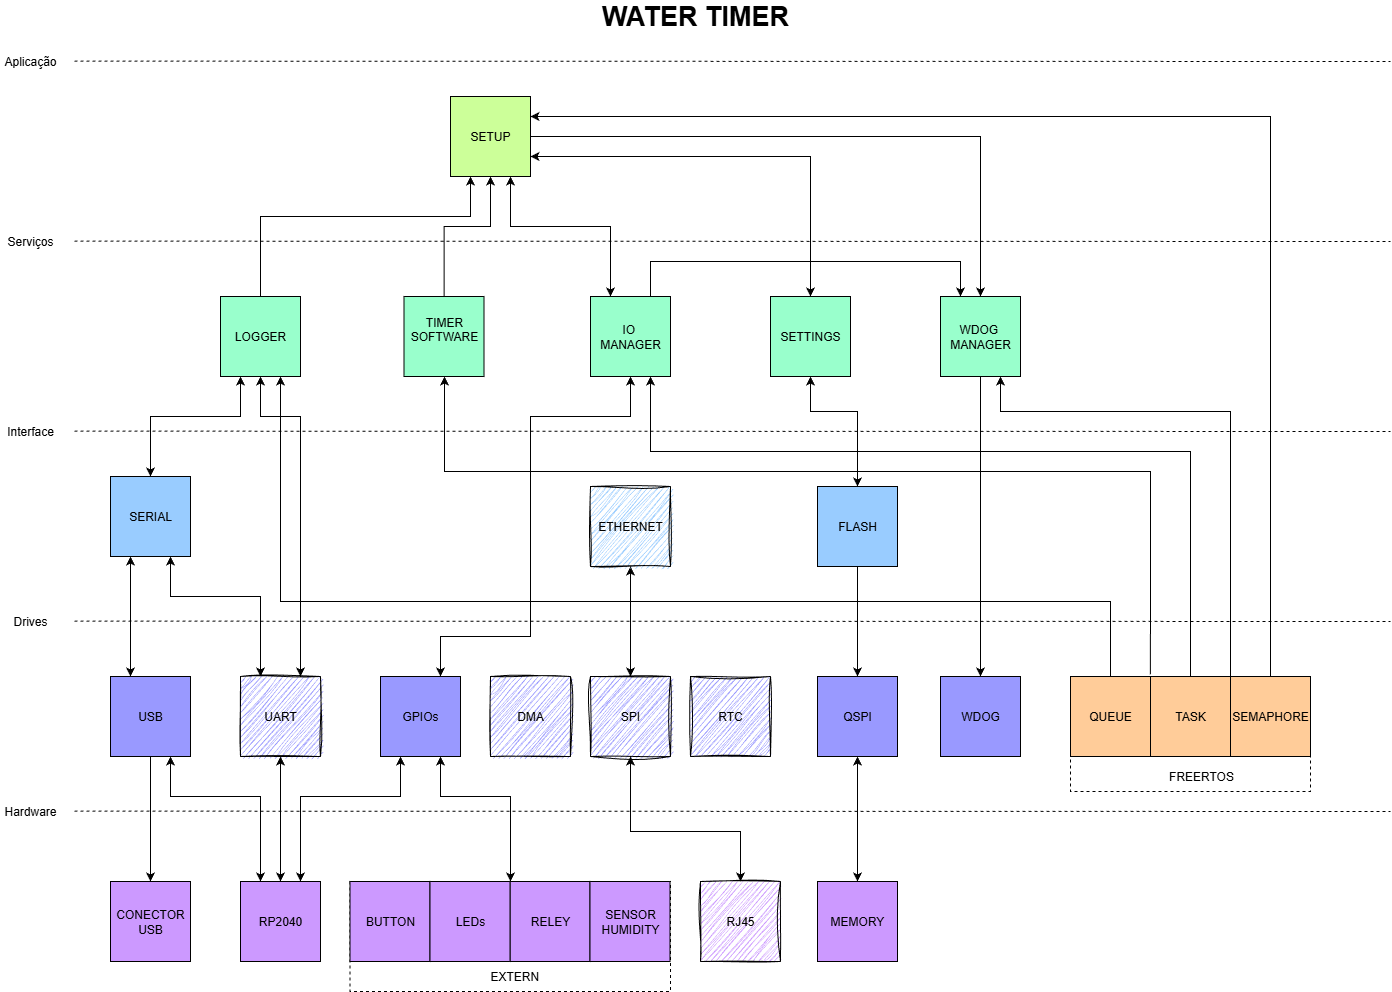 WATER TIMER
Aplicação
SETUP
Serviços
LOGGER
TIMER
SOFTWARE
IO
MANAGER
SETTINGS
WDOG
MANAGER
Interface
SERIAL
ETHERNET
FLASH
Drives
USB
UART
GPIOs
DMA
SPI
RTC
QSPI
WDOG
QUEUE
TASK
SEMAPHORE
FREERTOS
Hardware
CONECTOR
USB
RP2040
BUTTON
LEDs
RELEY
SENSOR
HUMIDITY
RJ45
MEMORY
EXTERN